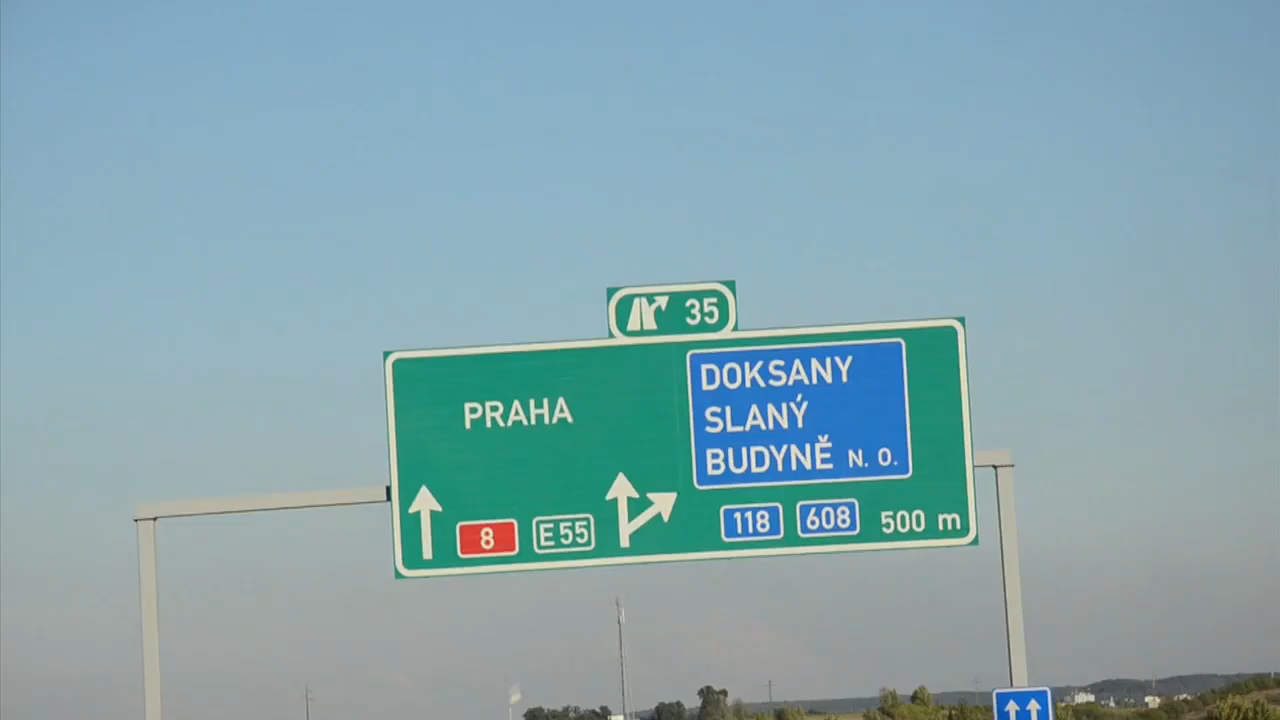 35
PRAHA
DOKSANY
SLANÝ
BUDYNĚ N. O.
8 E55
118 608 500 m